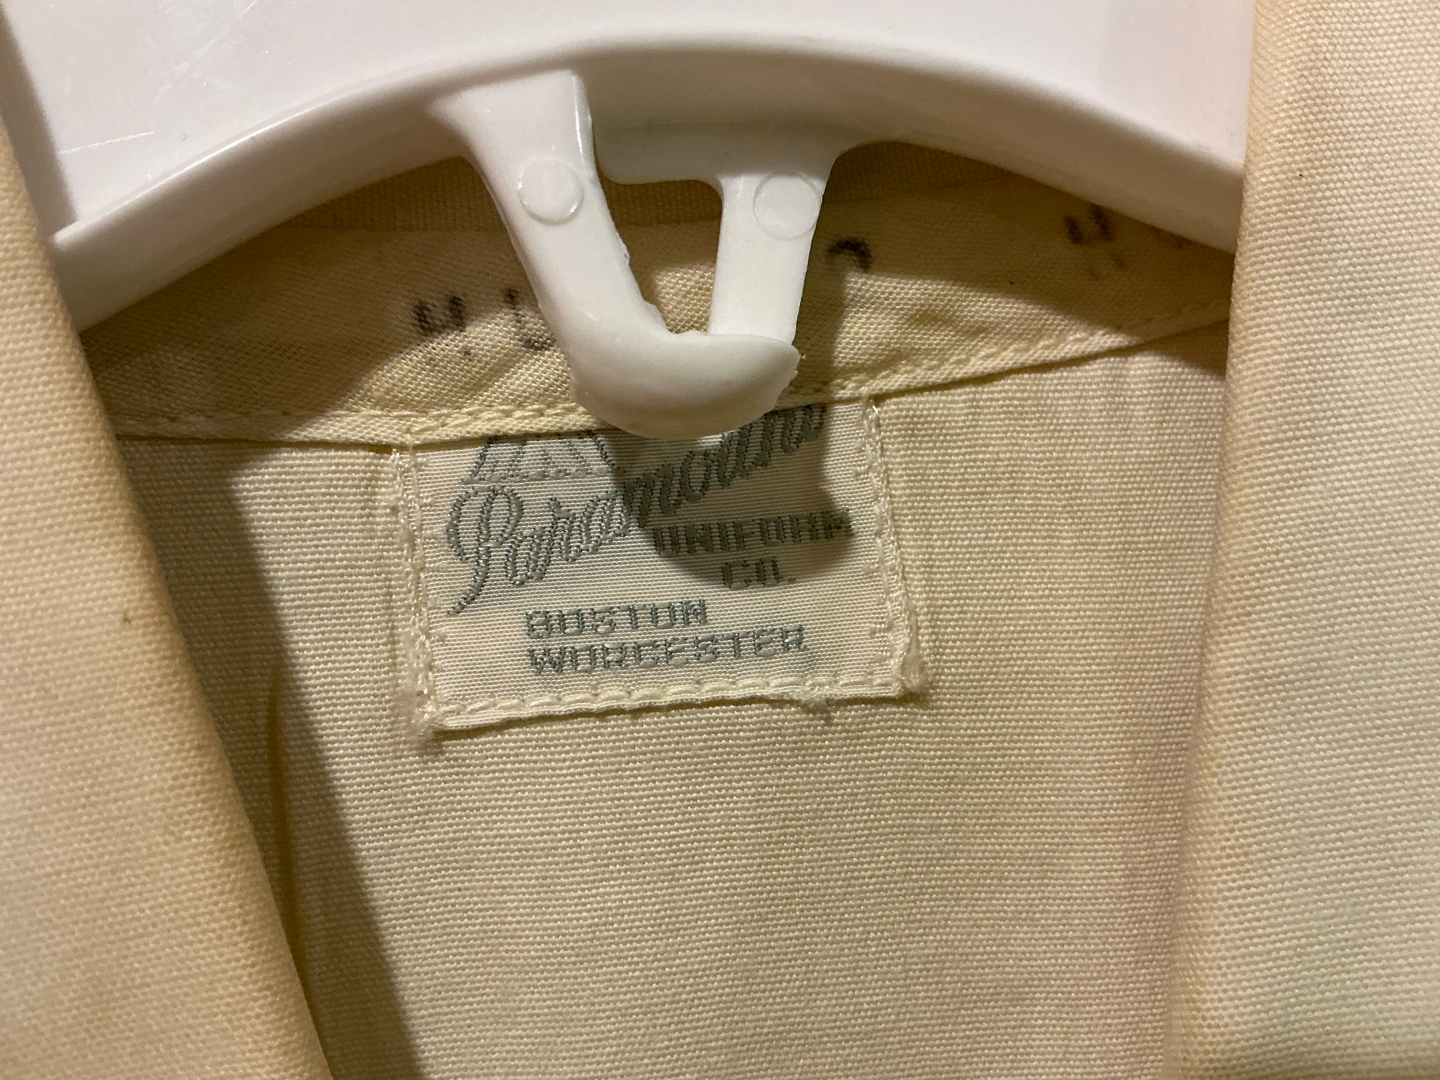 Paramount
UNIFORM
CO.
BOSTON
WORCESTER